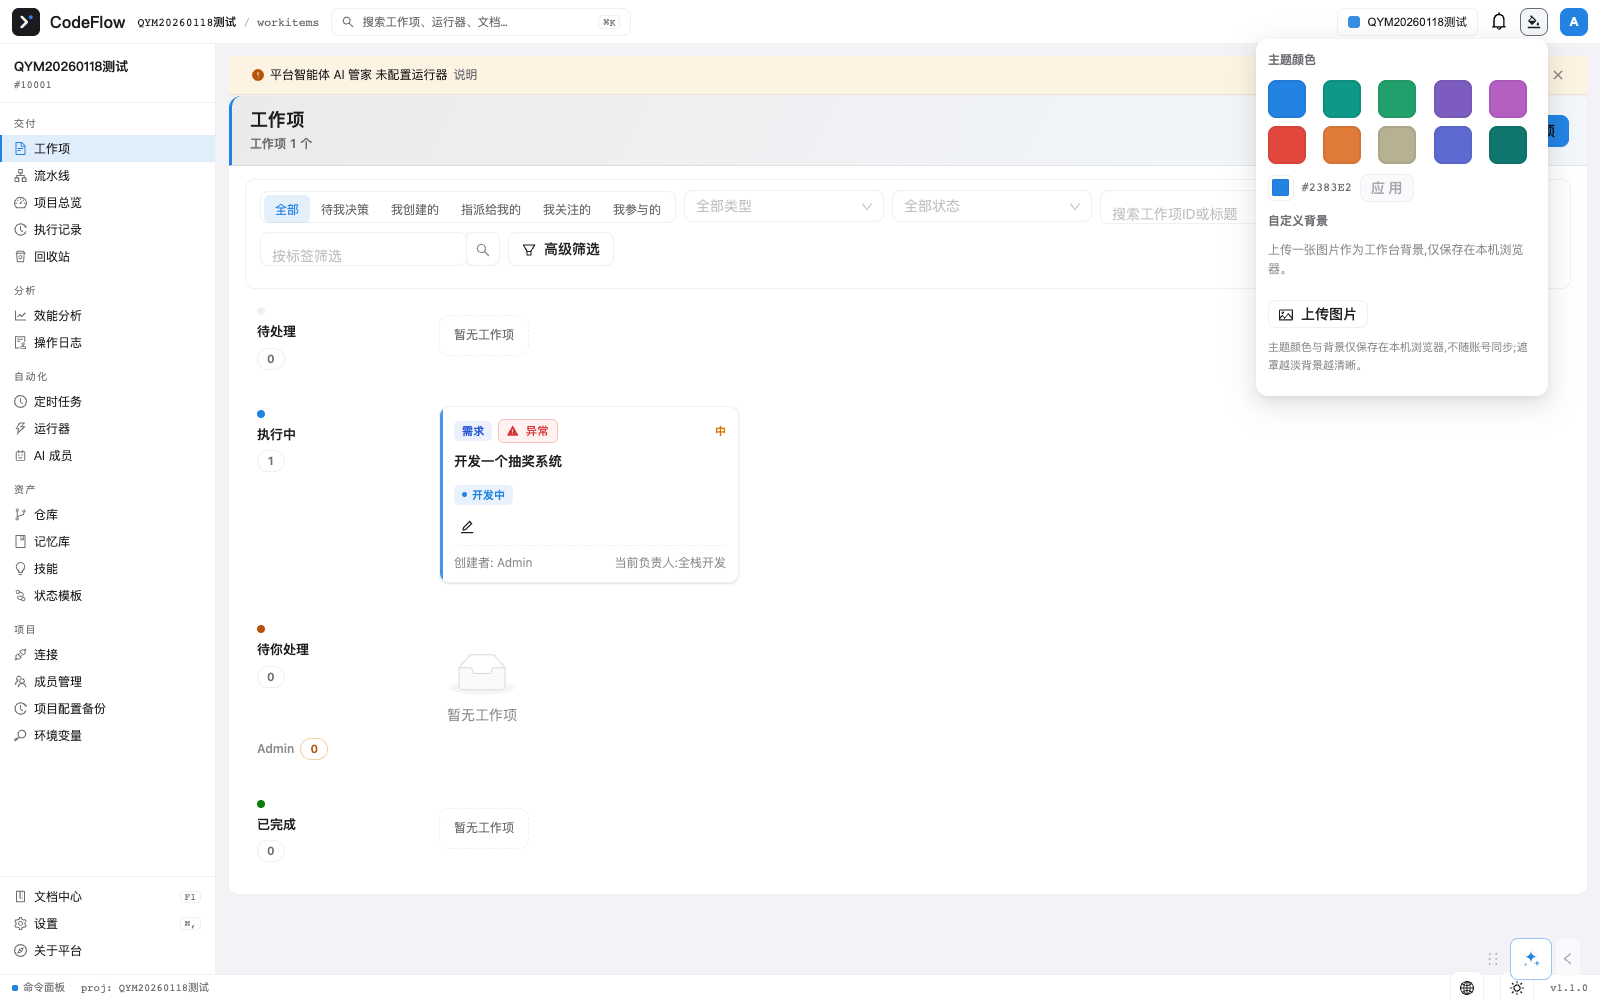 CodeFlow QYM20260118测试 / workitems 搜索工作项、运行器、文档... ⌘K QYM20260118测试 A
QYM20260118测试
#10001
交付
工作项
流水线
项目总览
执行记录
回收站
分析
效能分析
操作日志
自动化
定时任务
运行器
AI 成员
资产
仓库
记忆库
技能
状态模板
项目
连接
成员管理
项目配置备份
环境变量
文档中心 F1
设置 ⌘,
关于平台
平台智能体 AI 管家 未配置运行器 说明
工作项
工作项 1 个
全部 待我决策 我创建的 指派给我的 我关注的 我参与的 全部类型 全部状态 搜索工作项ID或标题
按标签筛选 高级筛选
待处理
0
暂无工作项
执行中
1
需求 异常 中
开发一个抽奖系统
开发中
创建者: Admin 当前负责人:全栈开发
待你处理
0
暂无工作项
Admin 0
已完成
0
暂无工作项
主题颜色
#2383E2 应 用
自定义背景
上传一张图片作为工作台背景,仅保存在本机浏览
器。
上传图片
主题颜色与背景仅保存在本机浏览器,不随账号同步;遮
罩越淡背景越清晰。
命令面板 proj: QYM20260118测试 v1.1.0